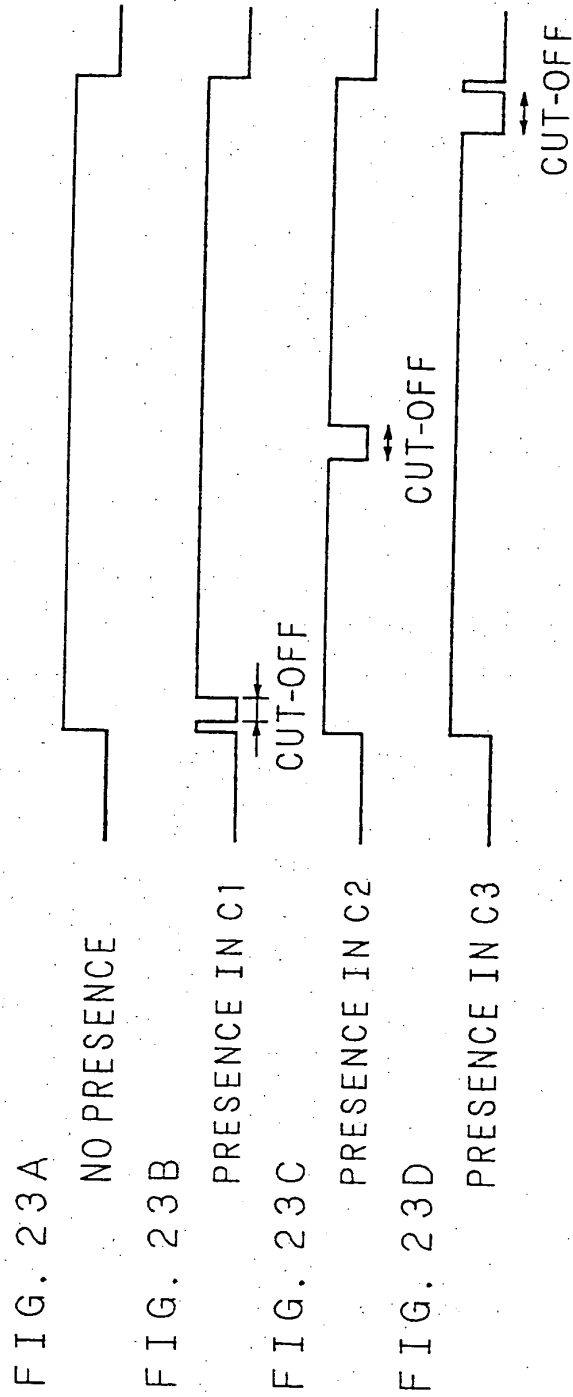 FIG. 23A
NO PRESENCE
FIG. 23B
PRESENCE IN C1
CUT-OFF
FIG. 23C
PRESENCE IN C2
CUT-OFF
FIG. 23D
PRESENCE IN C3
CUT-OFF